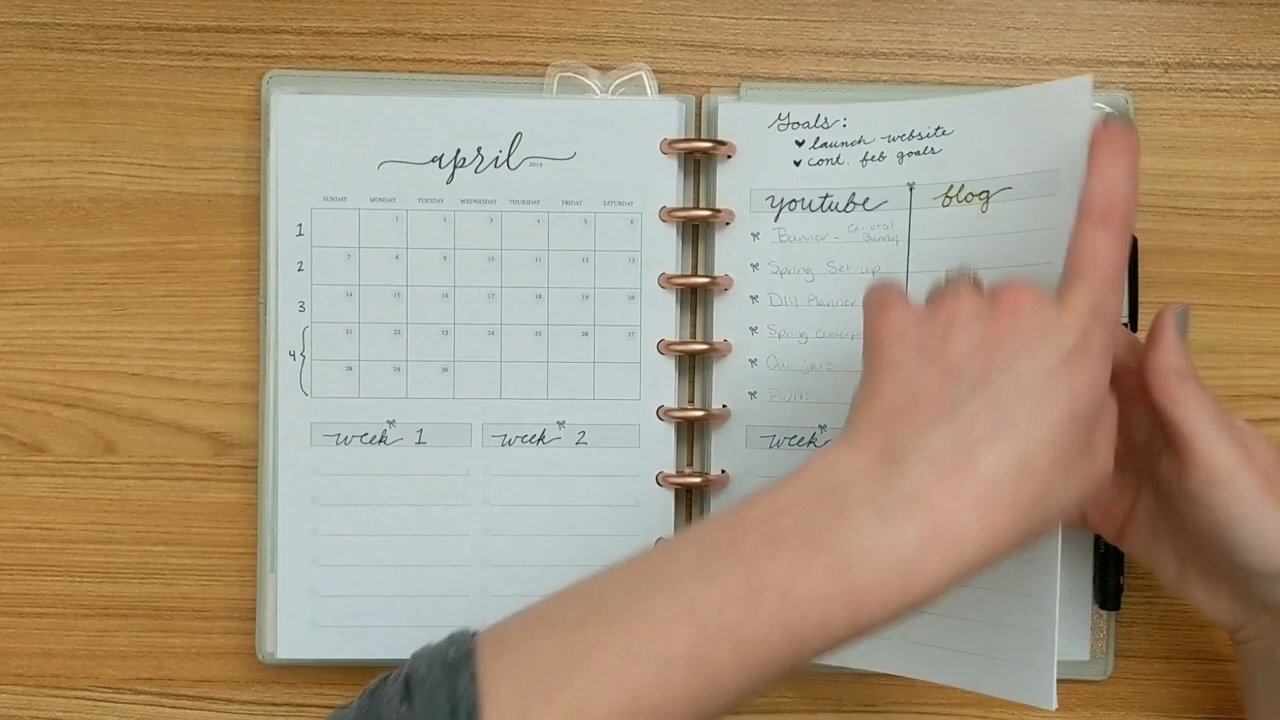 april 2019
SUNDAY MONDAY TUESDAY WEDNESDAY THURSDAY FRIDAY SATURDAY
1 1 2 3 4 5 6
2 7 8 9 10 11 12 13
3 14 15 16 17 18 19 20
4 21 22 23 24 25 26 27
28 29 30
week 1 week 2
Goals:
launch website
cont. feb goals
youtube blog
Banner - Bunny
Spring Set up
DIY Planner
Spring
week